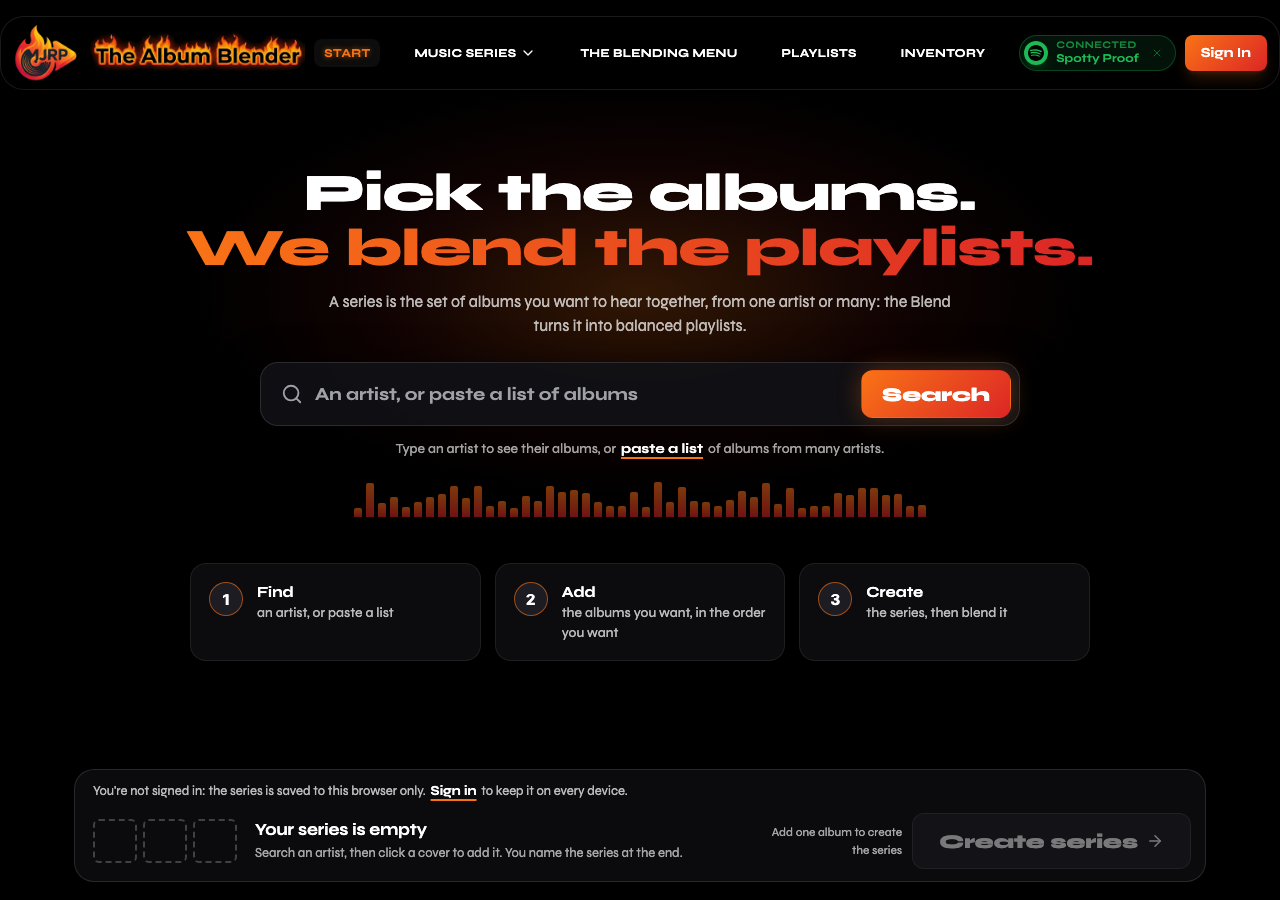 MJRP
The Album Blender
START
MUSIC SERIES
THE BLENDING MENU
PLAYLISTS
INVENTORY
CONNECTED
Spotty Proof
Sign In
Pick the albums.
We blend the playlists.
A series is the set of albums you want to hear together, from one artist or many: the Blend
turns it into balanced playlists.
An artist, or paste a list of albums
Search
Type an artist to see their albums, or paste a list of albums from many artists.
1
Find
an artist, or paste a list
2
Add
the albums you want, in the order
you want
3
Create
the series, then blend it
You're not signed in: the series is saved to this browser only. Sign in to keep it on every device.
Your series is empty
Search an artist, then click a cover to add it. You name the series at the end.
Add one album to create
the series
Create series